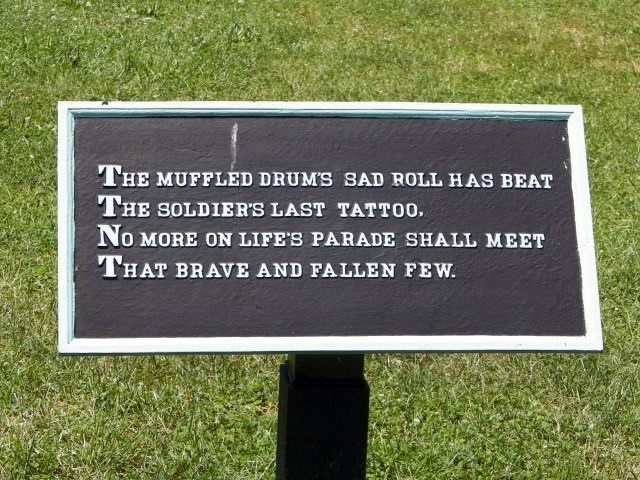 The muffled drum's sad roll has beat
The soldier's last tattoo,
No more on life's parade shall meet
That brave and fallen few.